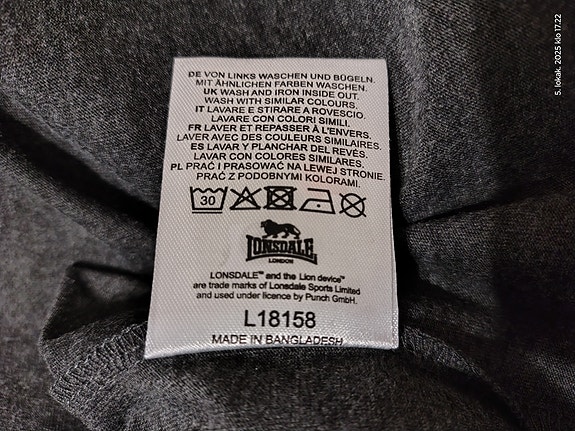 DE VON LINKS WASCHEN UND BÜGELN.
MIT ÄHNLICHEN FARBEN WASCHEN.
UK WASH AND IRON INSIDE OUT.
WASH WITH SIMILAR COLOURS.
IT LAVARE E STIRARE A ROVESCIO.
LAVARE CON COLORI SIMILI.
FR LAVER ET REPASSER À L'ENVERS.
LAVER AVEC DES COULEURS SIMILAIRES.
ES LAVAR Y PLANCHAR DEL REVÉS.
LAVAR CON COLORES SIMILARES.
PL PRAĆ I PRASOWAĆ NA LEWEJ STRONIE.
PRAĆ Z PODOBNYMI KOLORAMI.
30
LONSDALE
LONDON
LONSDALE™ and the Lion device™
are trade marks of Lonsdale Sports Limited
and used under licence by Punch GmbH.
L18158
MADE IN BANGLADESH
5. lokak. 2025 klo 17.22